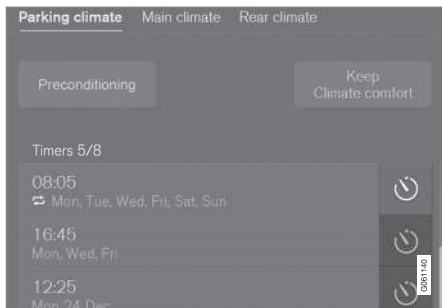 Parking climate Main climate Rear climate
Preconditioning
Keep
Climate comfort
Timers 5/8
08:05
Mon, Tue, Wed, Fri, Sat, Sun
16:45
Mon, Wed, Fri
12:25
Mon 24 Dec
G061140